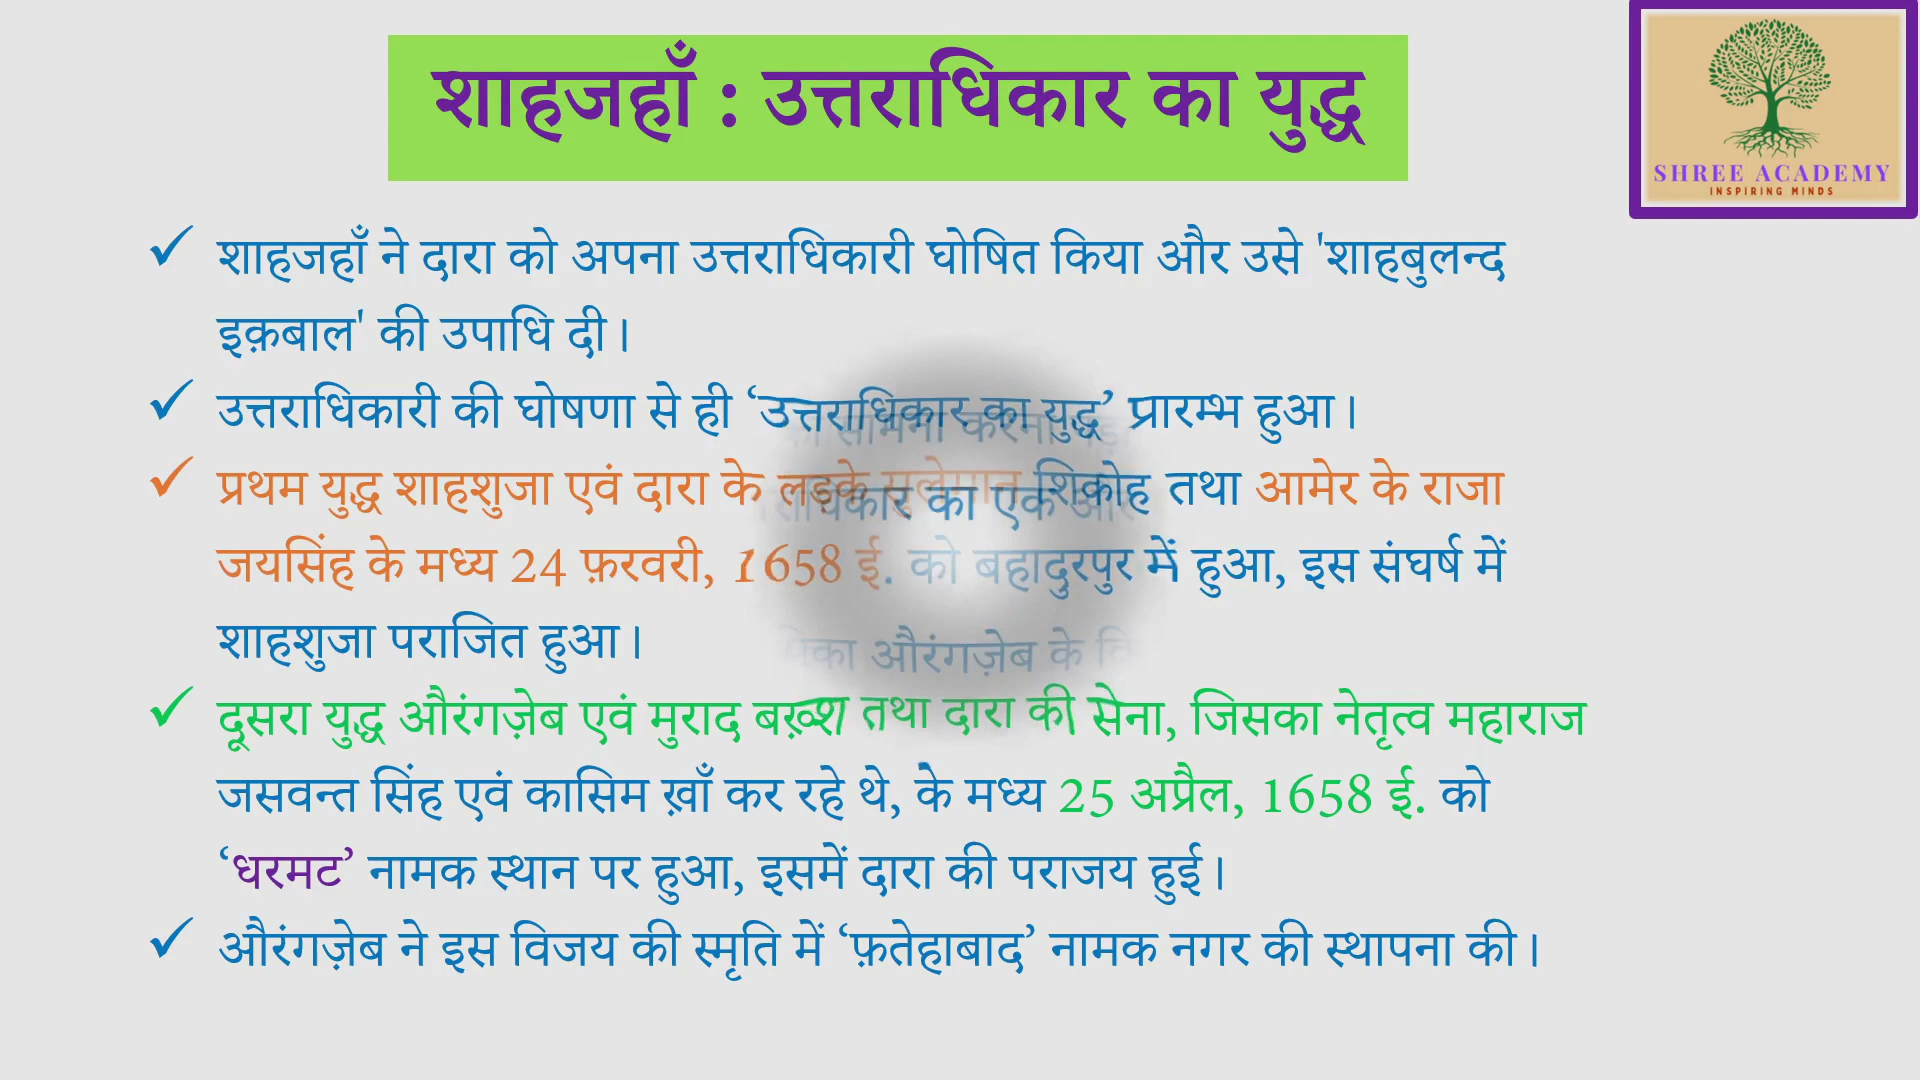 शाहजहाँ : उत्तराधिकार का युद्ध
SHREE ACADEMY
INSPIRING MINDS
शाहजहाँ ने दारा को अपना उत्तराधिकारी घोषित किया और उसे 'शाहबुलन्द
इक़बाल' की उपाधि दी।
उत्तराधिकारी की घोषणा से ही ‘उत्तराधिकार का युद्ध’ प्रारम्भ हुआ।
प्रथम युद्ध शाहशुजा एवं दारा के लड़के सुलेमान शिकोह तथा आमेर के राजा
जयसिंह के मध्य 24 फ़रवरी, 1658 ई. को बहादुरपुर में हुआ, इस संघर्ष में
शाहशुजा पराजित हुआ।
दूसरा युद्ध औरंगज़ेब एवं मुराद बख़्श तथा दारा की सेना, जिसका नेतृत्व महाराज
जसवन्त सिंह एवं कासिम ख़ाँ कर रहे थे, के मध्य 25 अप्रैल, 1658 ई. को
‘धरमट’ नामक स्थान पर हुआ, इसमें दारा की पराजय हुई।
औरंगज़ेब ने इस विजय की स्मृति में ‘फ़तेहाबाद’ नामक नगर की स्थापना की।